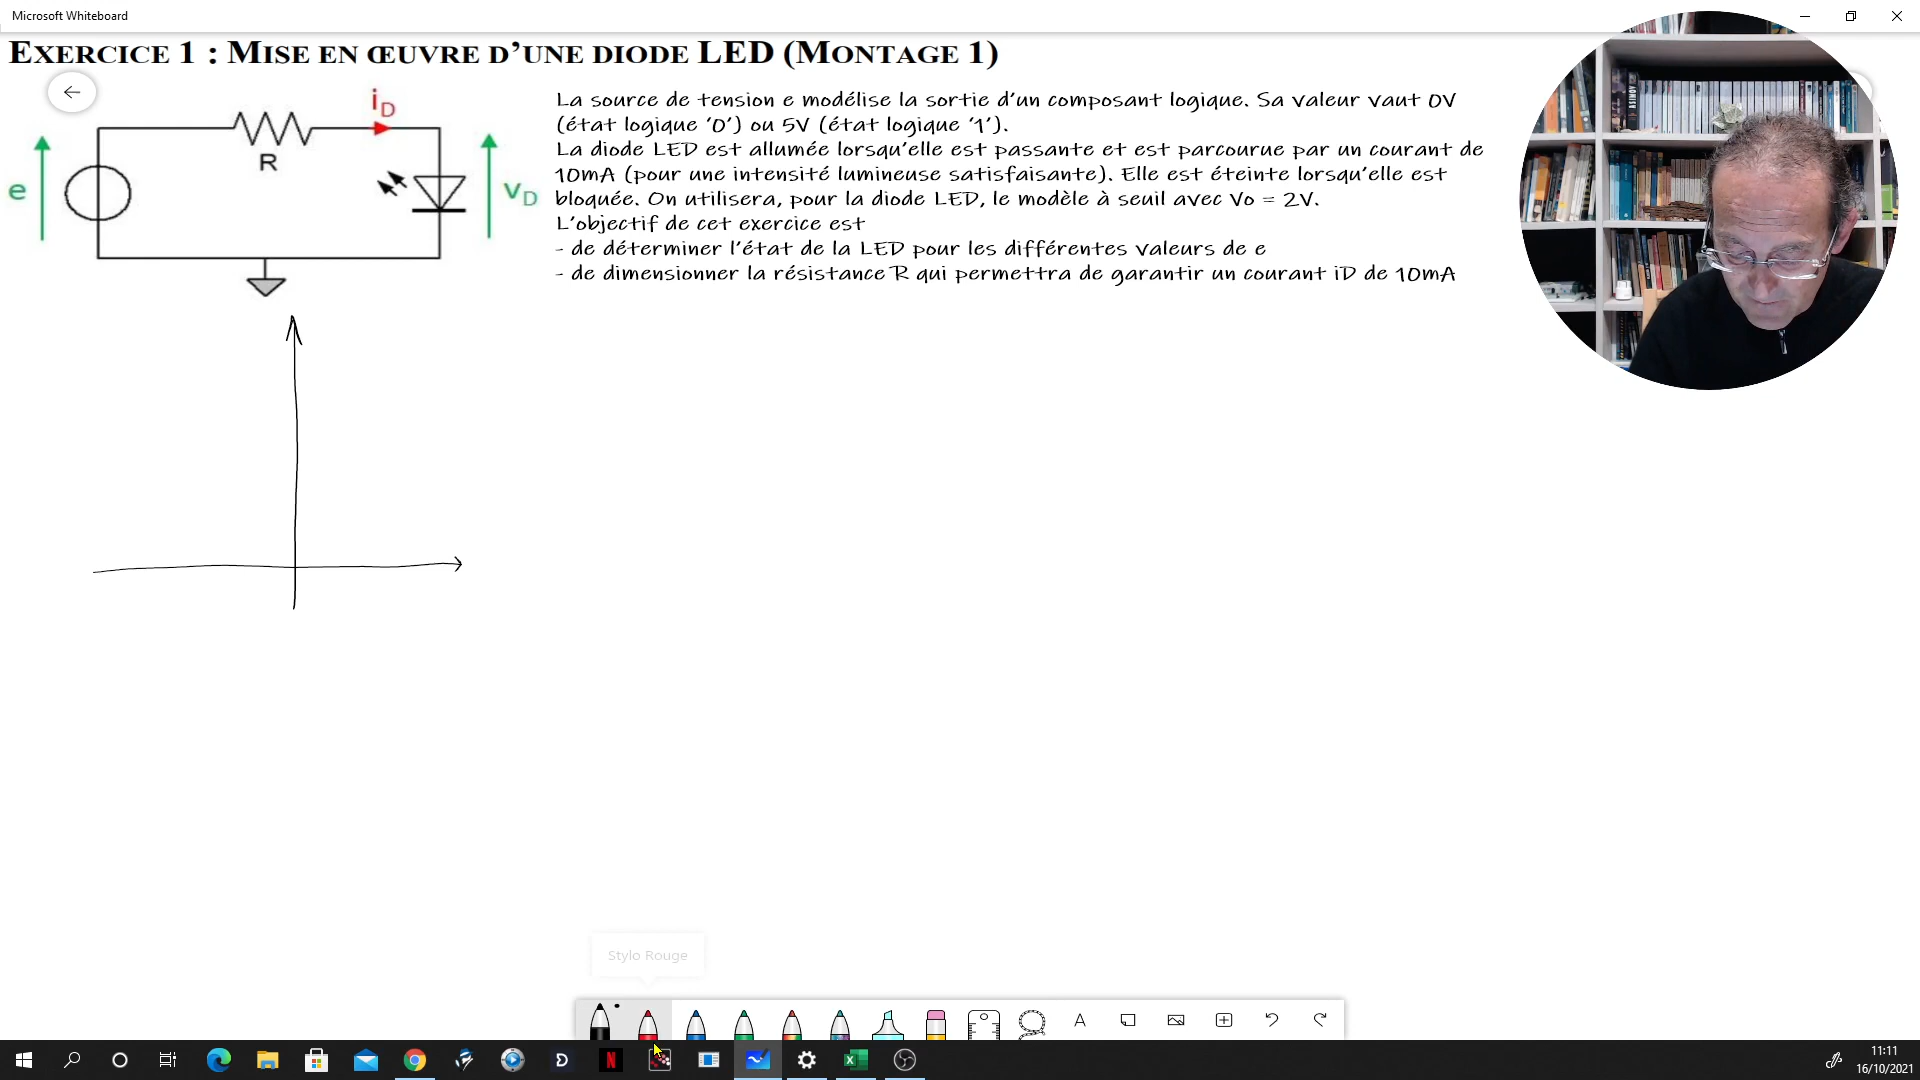 Microsoft Whiteboard
EXERCICE 1 : MISE EN ŒUVRE D'UNE DIODE LED (MONTAGE 1)
iD
R
e
vD
La source de tension e modélise la sortie d'un composant logique. Sa valeur vaut 0V
(état logique '0') ou 5V (état logique '1').
La diode LED est allumée lorsqu'elle est passante et est parcourue par un courant de
10mA (pour une intensité lumineuse satisfaisante). Elle est éteinte lorsqu'elle est
bloquée. On utilisera, pour la diode LED, le modèle à seuil avec Vo = 2V.
L'objectif de cet exercice est
- de déterminer l'état de la LED pour les différentes valeurs de e
- de dimensionner la résistance R qui permettra de garantir un courant iD de 10mA
ASIMOV
Stylo Rouge
A
D
N
X
11:11
16/10/2021